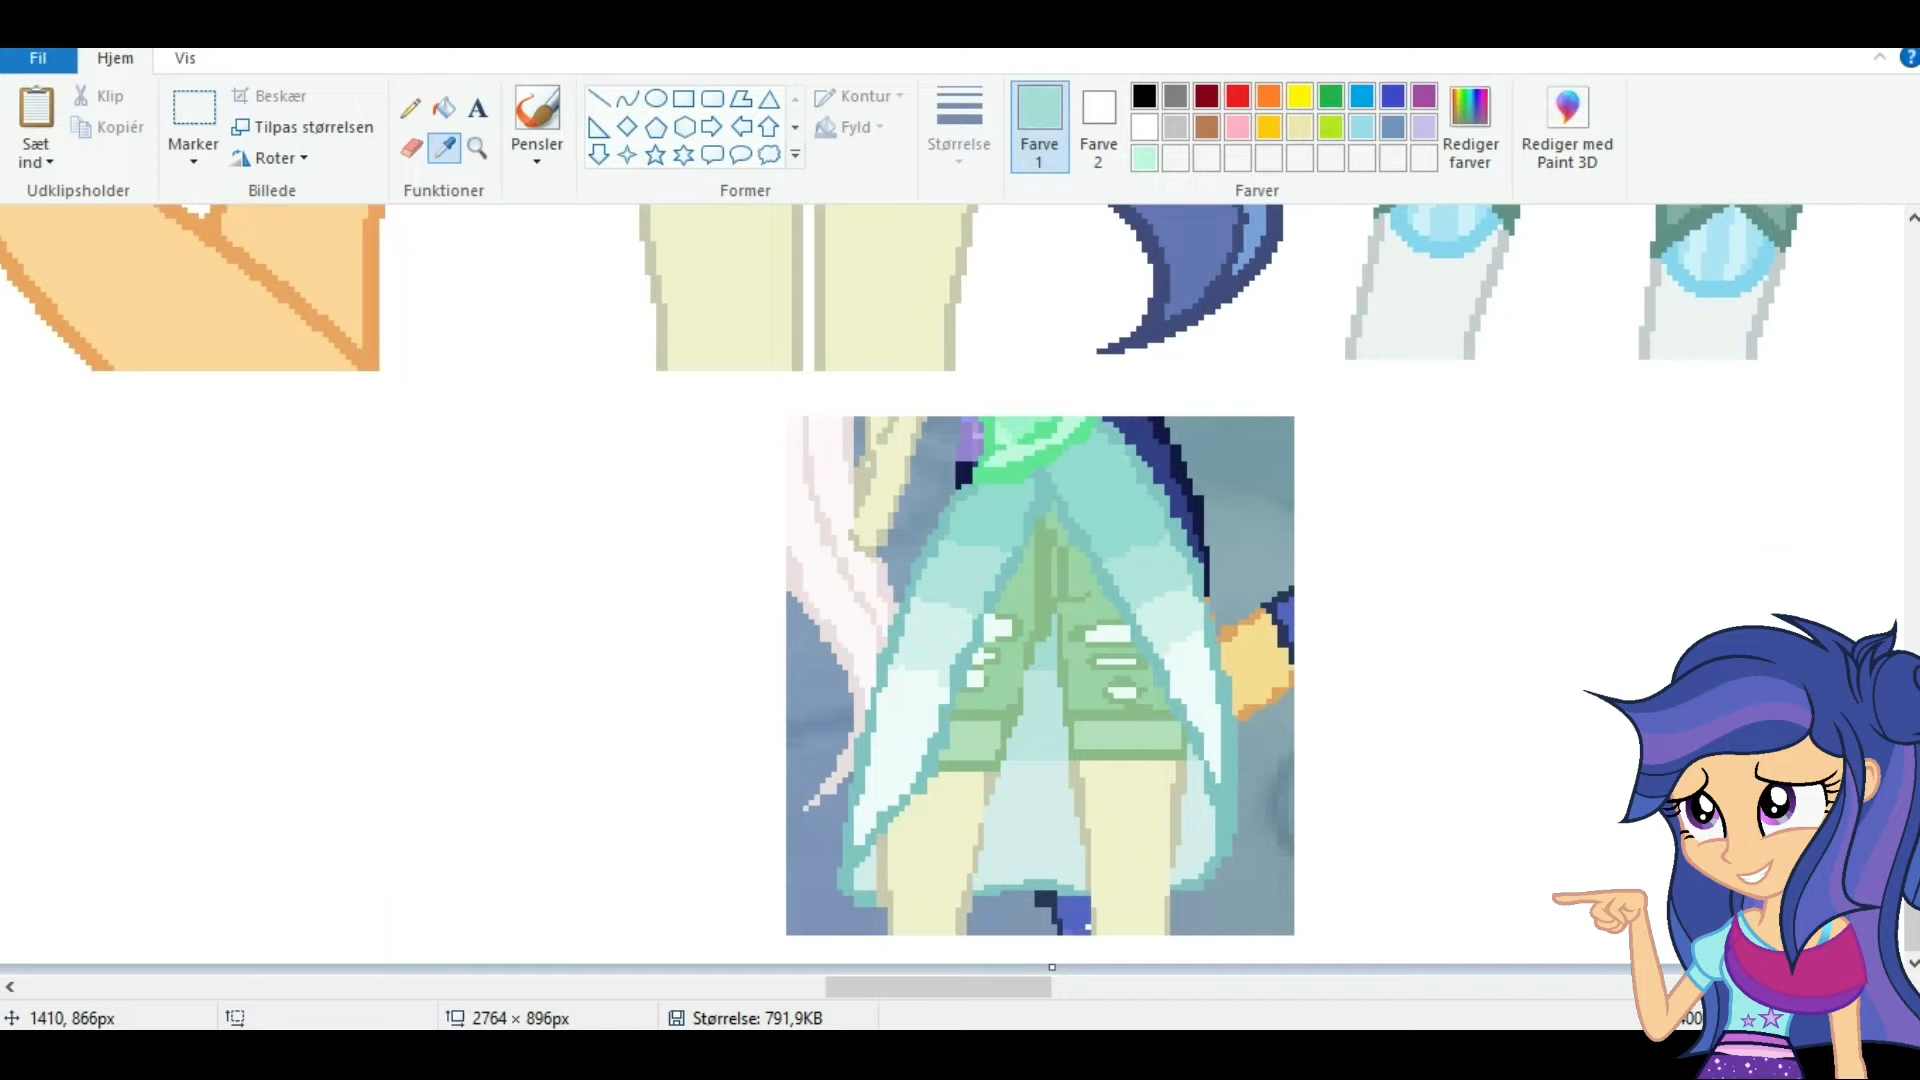 Fil Hjem Vis
Sæt ind
Klip
Kopiér
Udklipsholder
Marker
Beskær
Tilpas størrelsen
Roter
Billede
A
Funktioner
Pensler
Kontur
Fyld
Former
Størrelse
Farve 1
Farve 2
Rediger farver
Farver
Rediger med Paint 3D
?
1410, 866px
2764 × 896px
Størrelse: 791,9KB